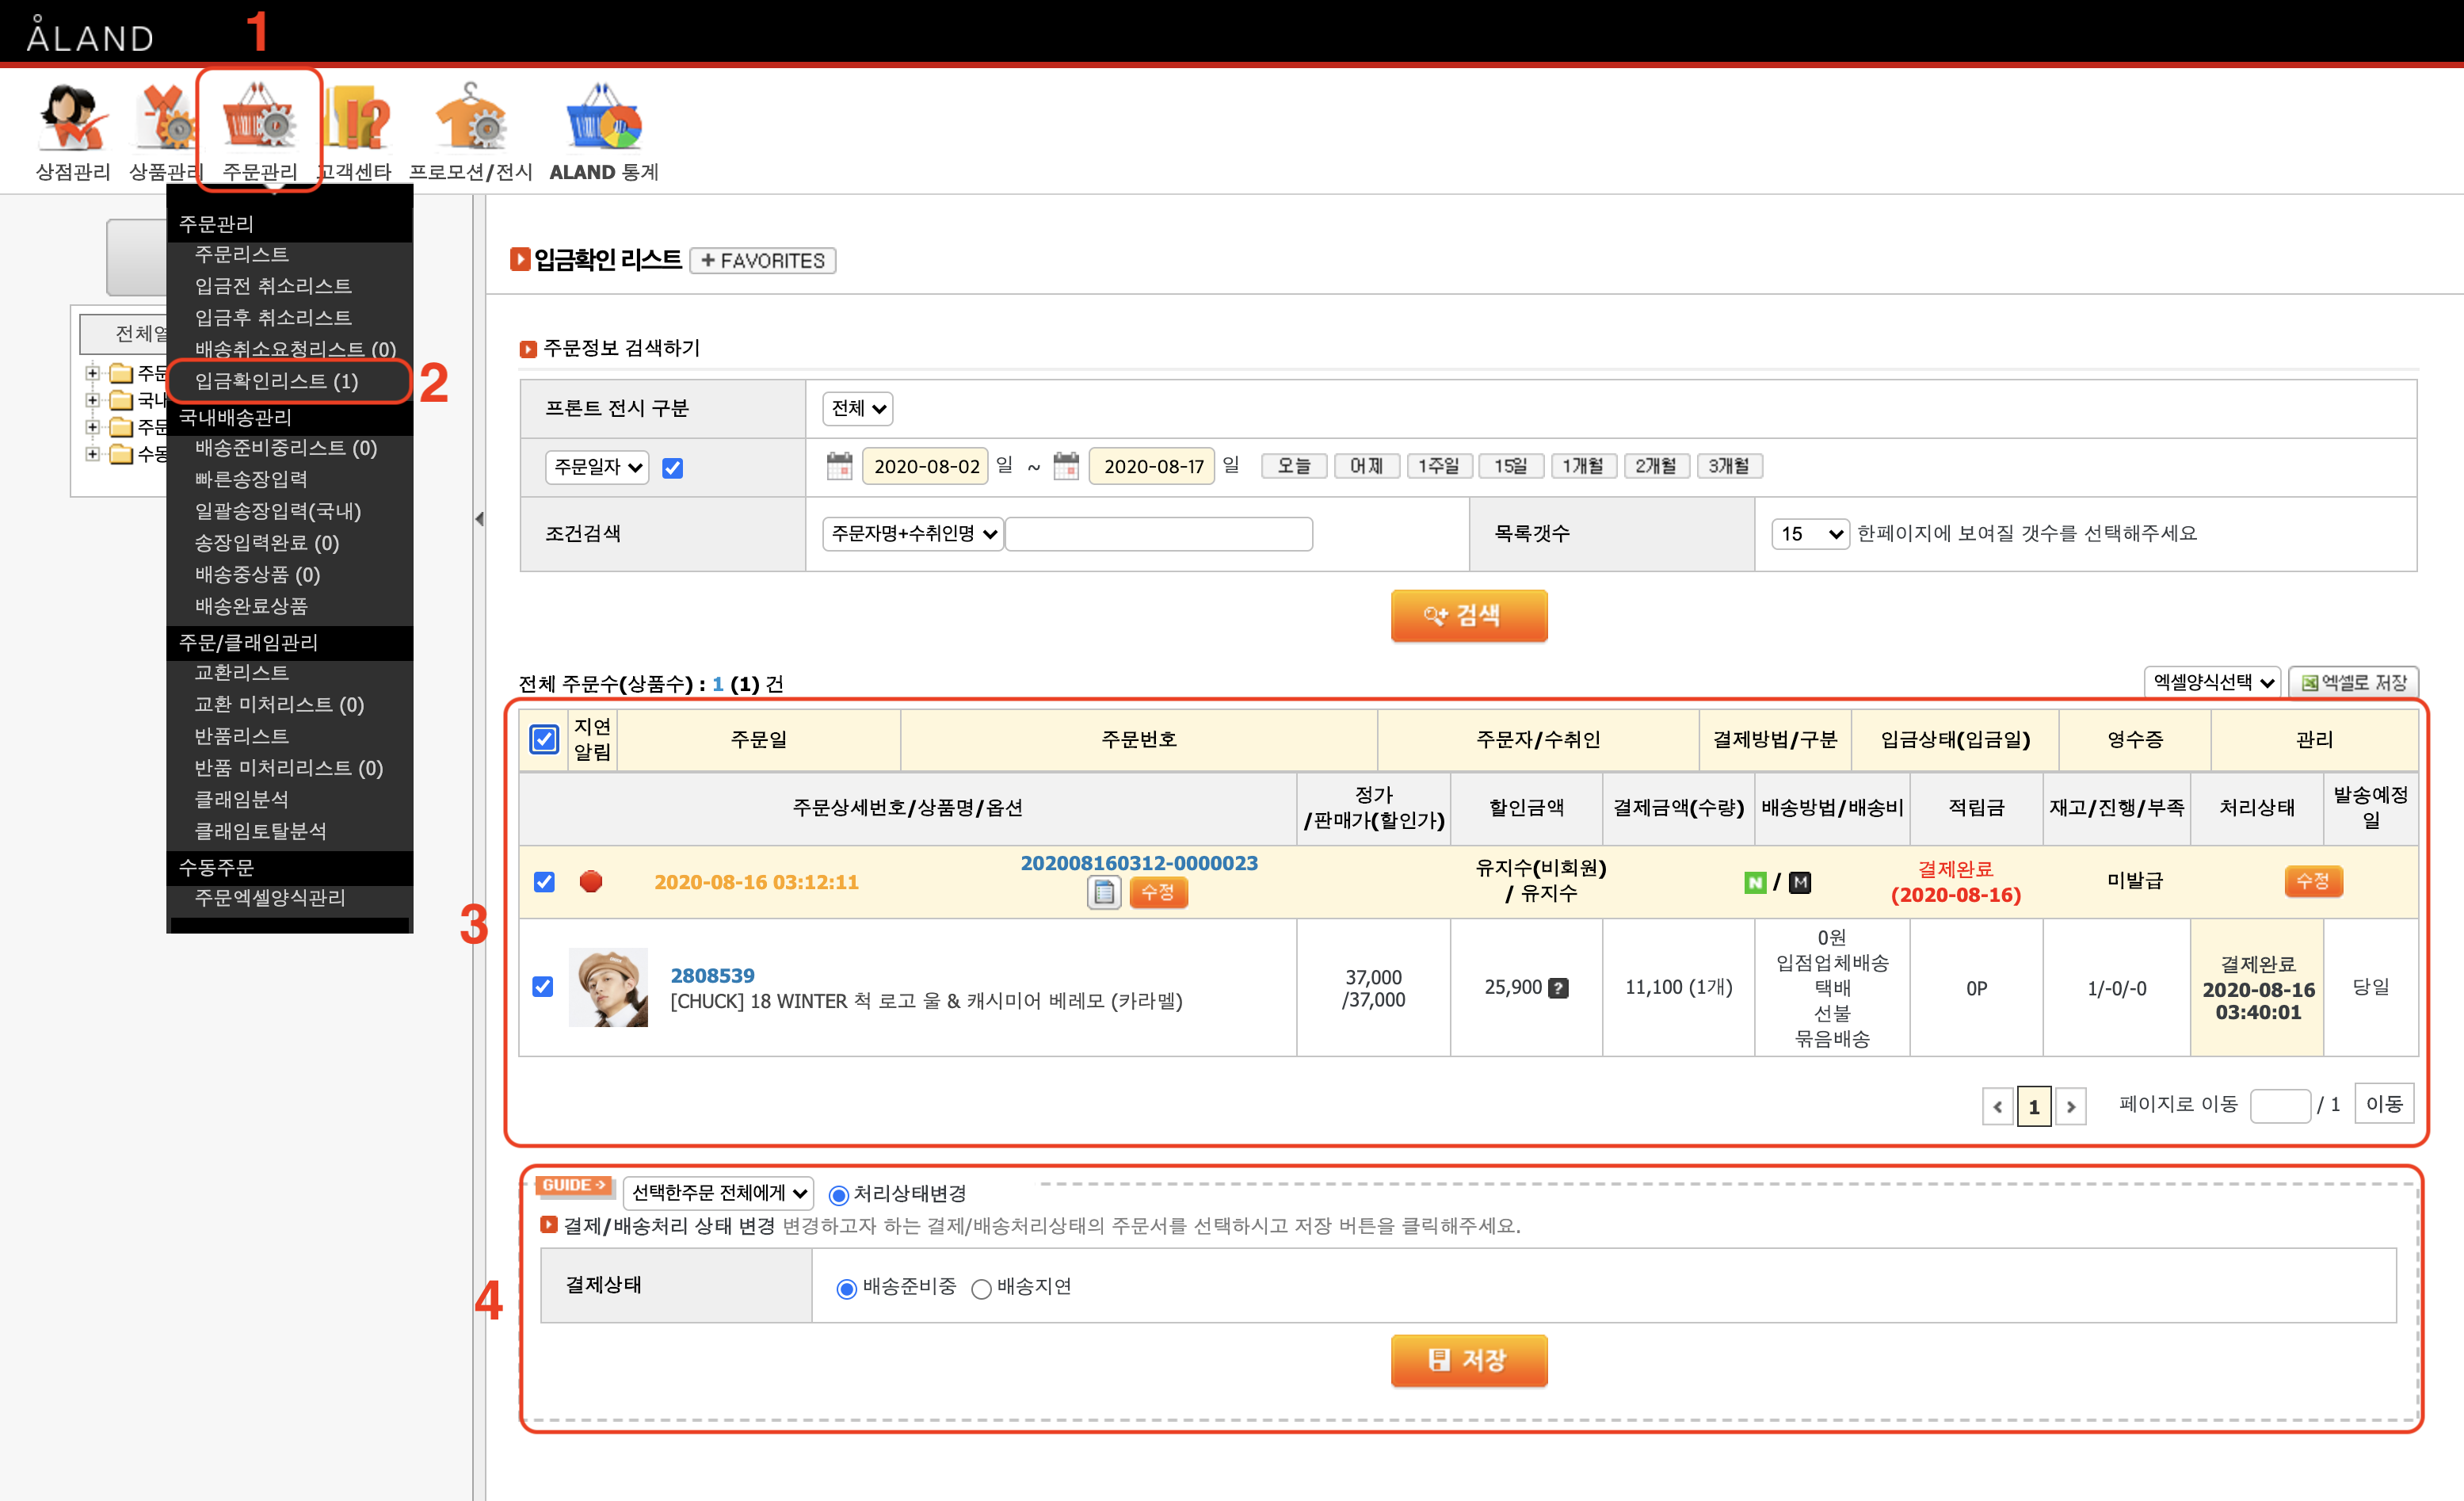 ÅLAND
1
상점관리
상품관리
주문관리
고객센타
프로모션/전시
ALAND 통계
주문관리
주문리스트
입금전 취소리스트
입금후 취소리스트
배송취소요청리스트 (0)
입금확인리스트 (1)
2
국내배송관리
배송준비중리스트 (0)
빠른송장입력
일괄송장입력(국내)
송장입력완료 (0)
배송중상품 (0)
배송완료상품
주문/클래임관리
교환리스트
교환 미처리스트 (0)
반품리스트
반품 미처리리스트 (0)
클래임분석
클래임토탈분석
수동주문
주문엑셀양식관리
전체열
주문
국내
주문
수동
입금확인 리스트 + FAVORITES
주문정보 검색하기
프론트 전시 구분 전체
주문일자 2020-08-02 일 ~ 2020-08-17 일 오늘 어제 1주일 15일 1개월 2개월 3개월
조건검색 주문자명+수취인명 목록갯수 15 한페이지에 보여질 갯수를 선택해주세요
검색
전체 주문수(상품수) : 1 (1) 건 엑셀양식선택 엑셀로 저장
3
지연
알림
주문일 주문번호 주문자/수취인 결제방법/구분 입금상태(입금일) 영수증 관리
주문상세번호/상품명/옵션
정가
/판매가(할인가)
할인금액 결제금액(수량) 배송방법/배송비 적립금 재고/진행/부족 처리상태
발송예정
일
2020-08-16 03:12:11
202008160312-0000023
수정
유지수(비회원)
/ 유지수
N / M
결제완료
(2020-08-16)
미발급
수정
2808539
[CHUCK] 18 WINTER 척 로고 울 & 캐시미어 베레모 (카라멜)
37,000
/37,000
25,900 ?
11,100 (1개)
0원
입점업체배송
택배
선불
묶음배송
0P
1/-0/-0
결제완료
2020-08-16
03:40:01
당일
1 페이지로 이동 / 1 이동
4
GUIDE 선택한주문 전체에게 처리상태변경
결제/배송처리 상태 변경 변경하고자 하는 결제/배송처리상태의 주문서를 선택하시고 저장 버튼을 클릭해주세요.
결제상태 배송준비중 배송지연
저장